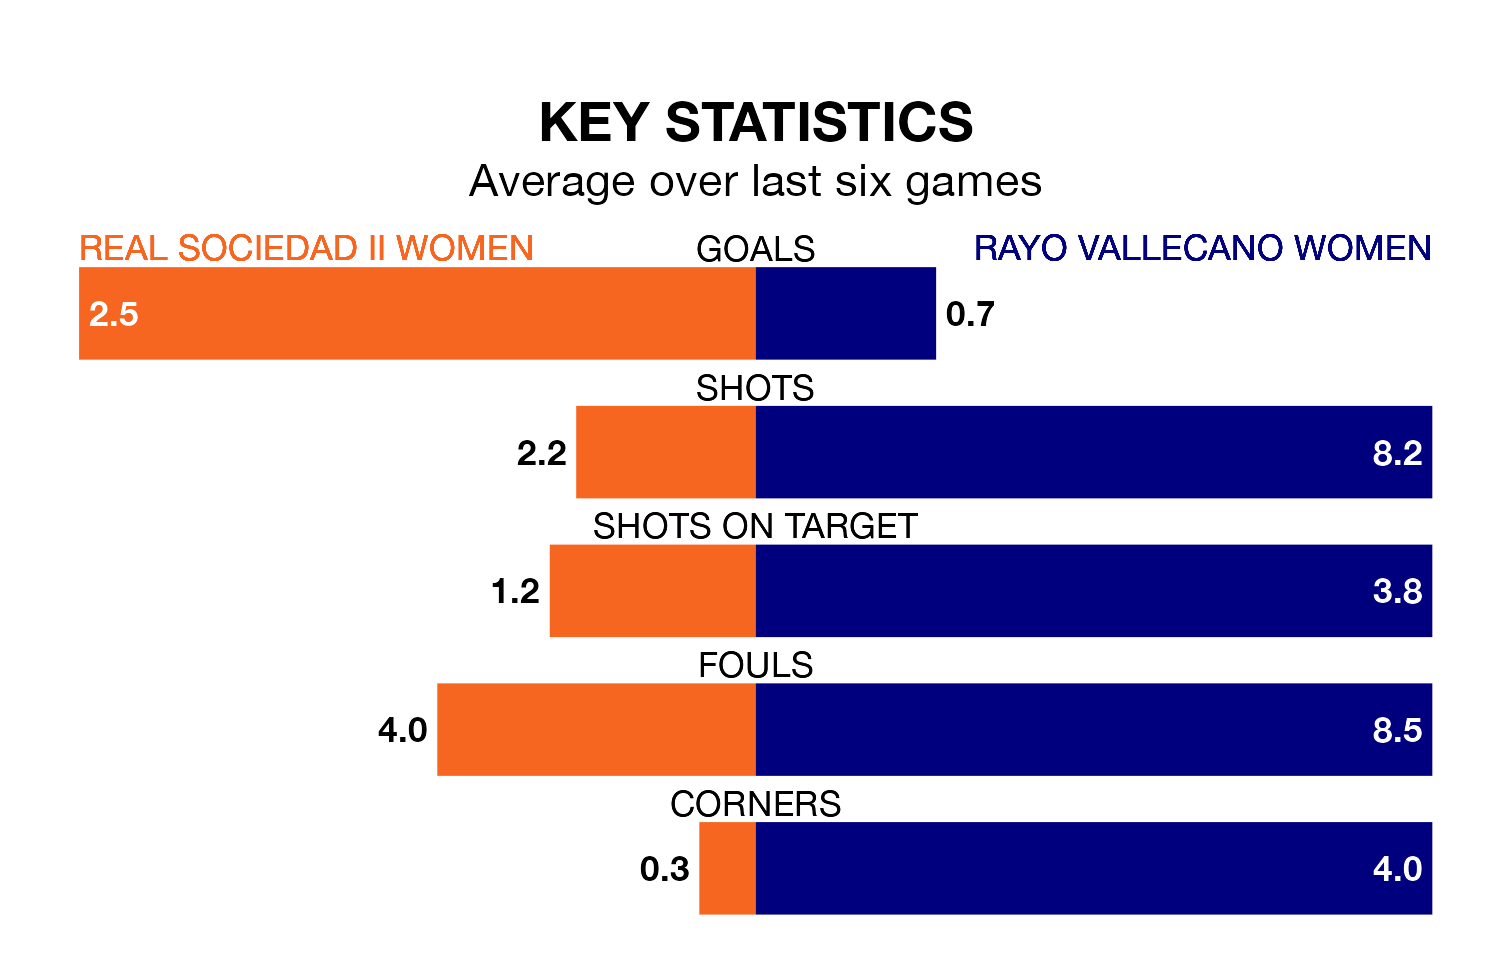 KEY STATISTICS
Average over last six games
REAL SOCIEDAD II WOMEN GOALS RAYO VALLECANO WOMEN
2.5 0.7
SHOTS
2.2 8.2
SHOTS ON TARGET
1.2 3.8
FOULS
4.0 8.5
CORNERS
0.3 4.0